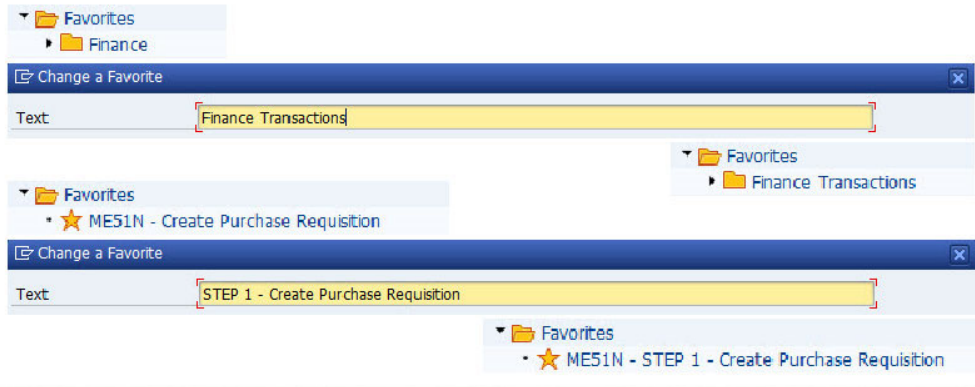 Favorites
Finance
Change a Favorite
Text Finance Transactions
Favorites
Finance Transactions
Favorites
ME51N - Create Purchase Requisition
Change a Favorite
Text STEP 1 - Create Purchase Requisition
Favorites
ME51N - STEP 1 - Create Purchase Requisition